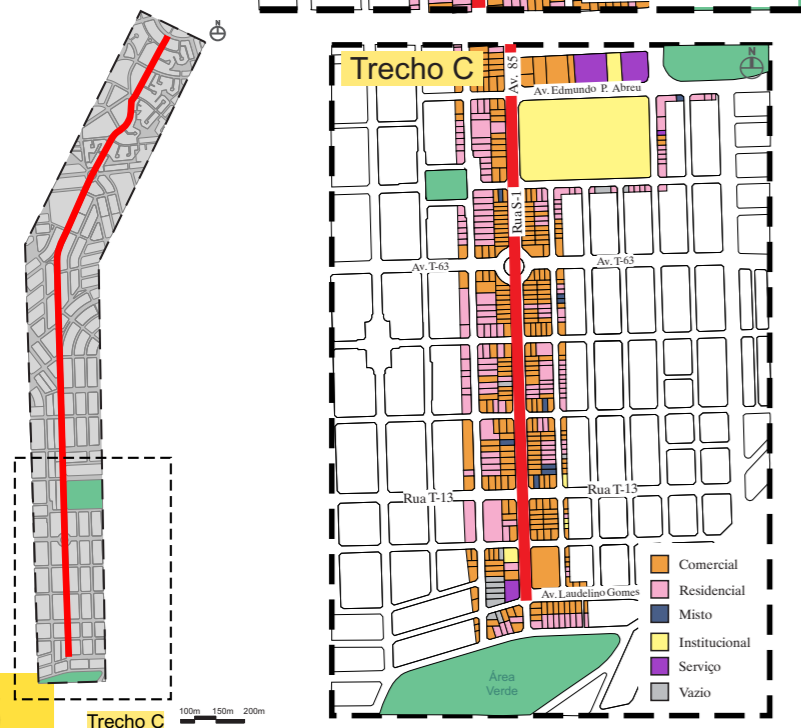 Trecho C
Av. 85
Av. Edmundo P. Abreu
Rua S-1
Av. T-63
Av. T-63
Rua T-13
Rua T-13
Av. Laudelino Gomes
Área
Verde
Comercial
Residencial
Misto
Institucional
Serviço
Vazio
Trecho C
100m 150m 200m